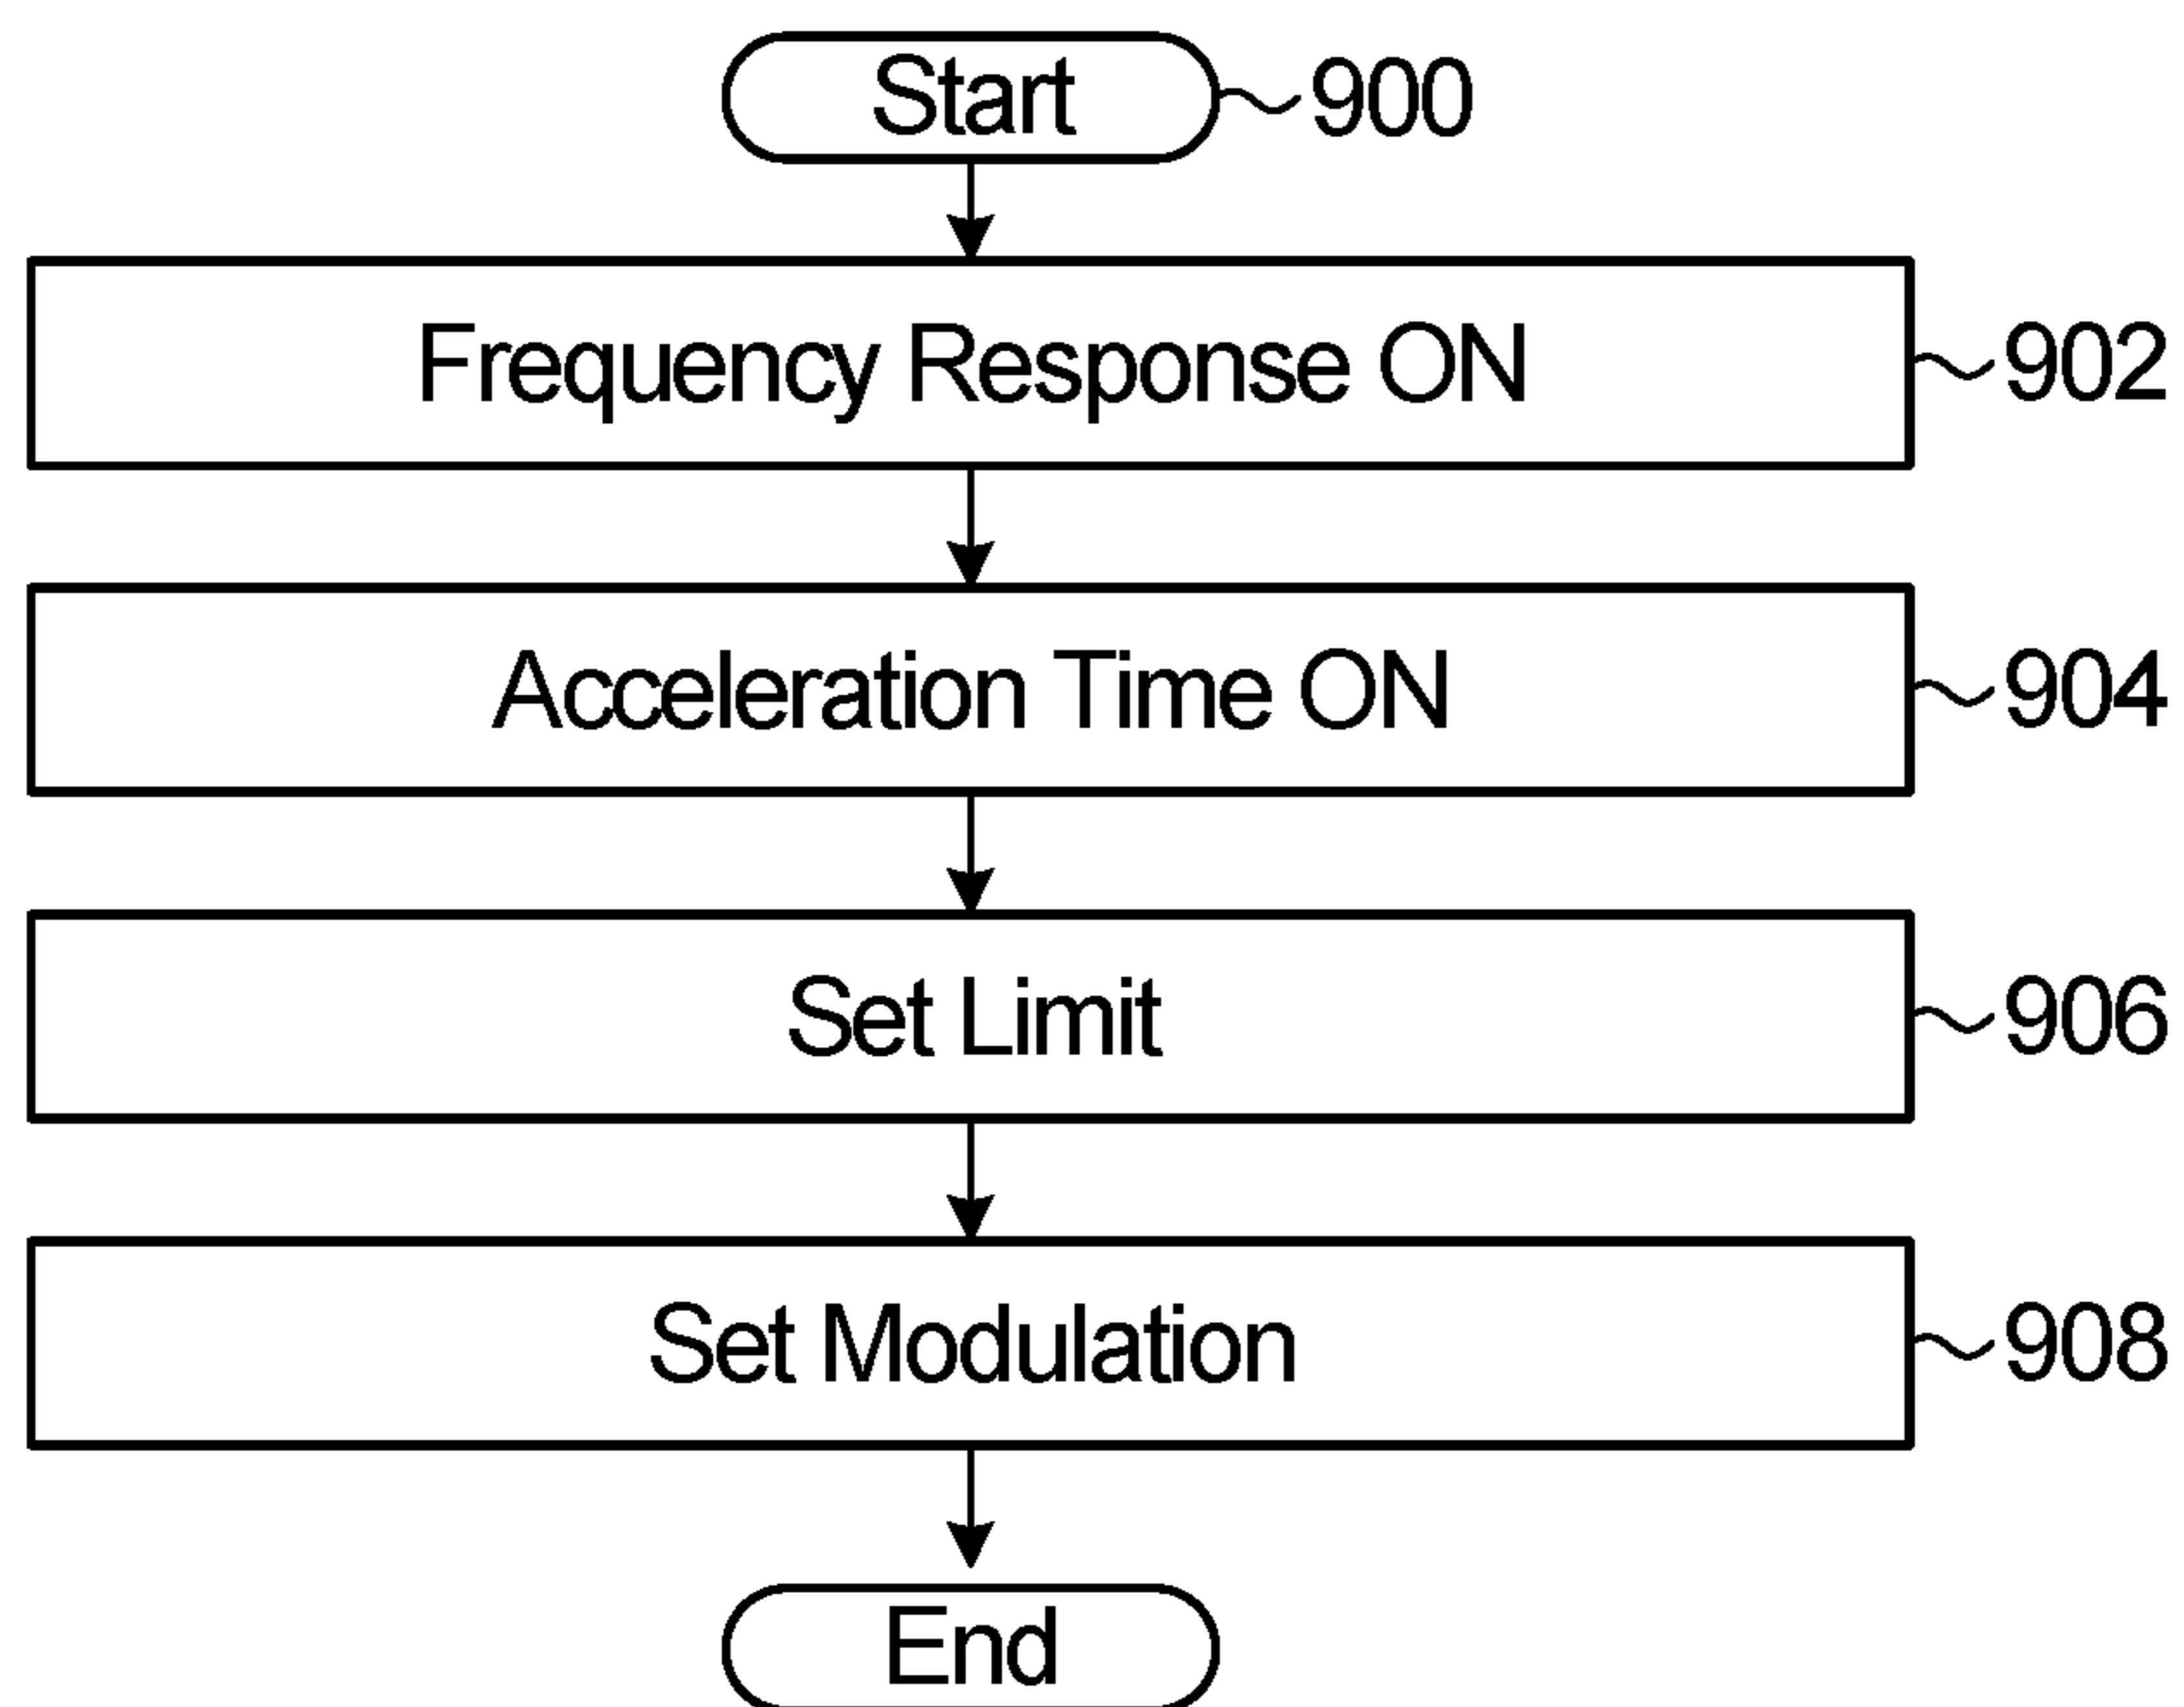 Start 900
Frequency Response ON 902
Acceleration Time ON 904
Set Limit 906
Set Modulation 908
End